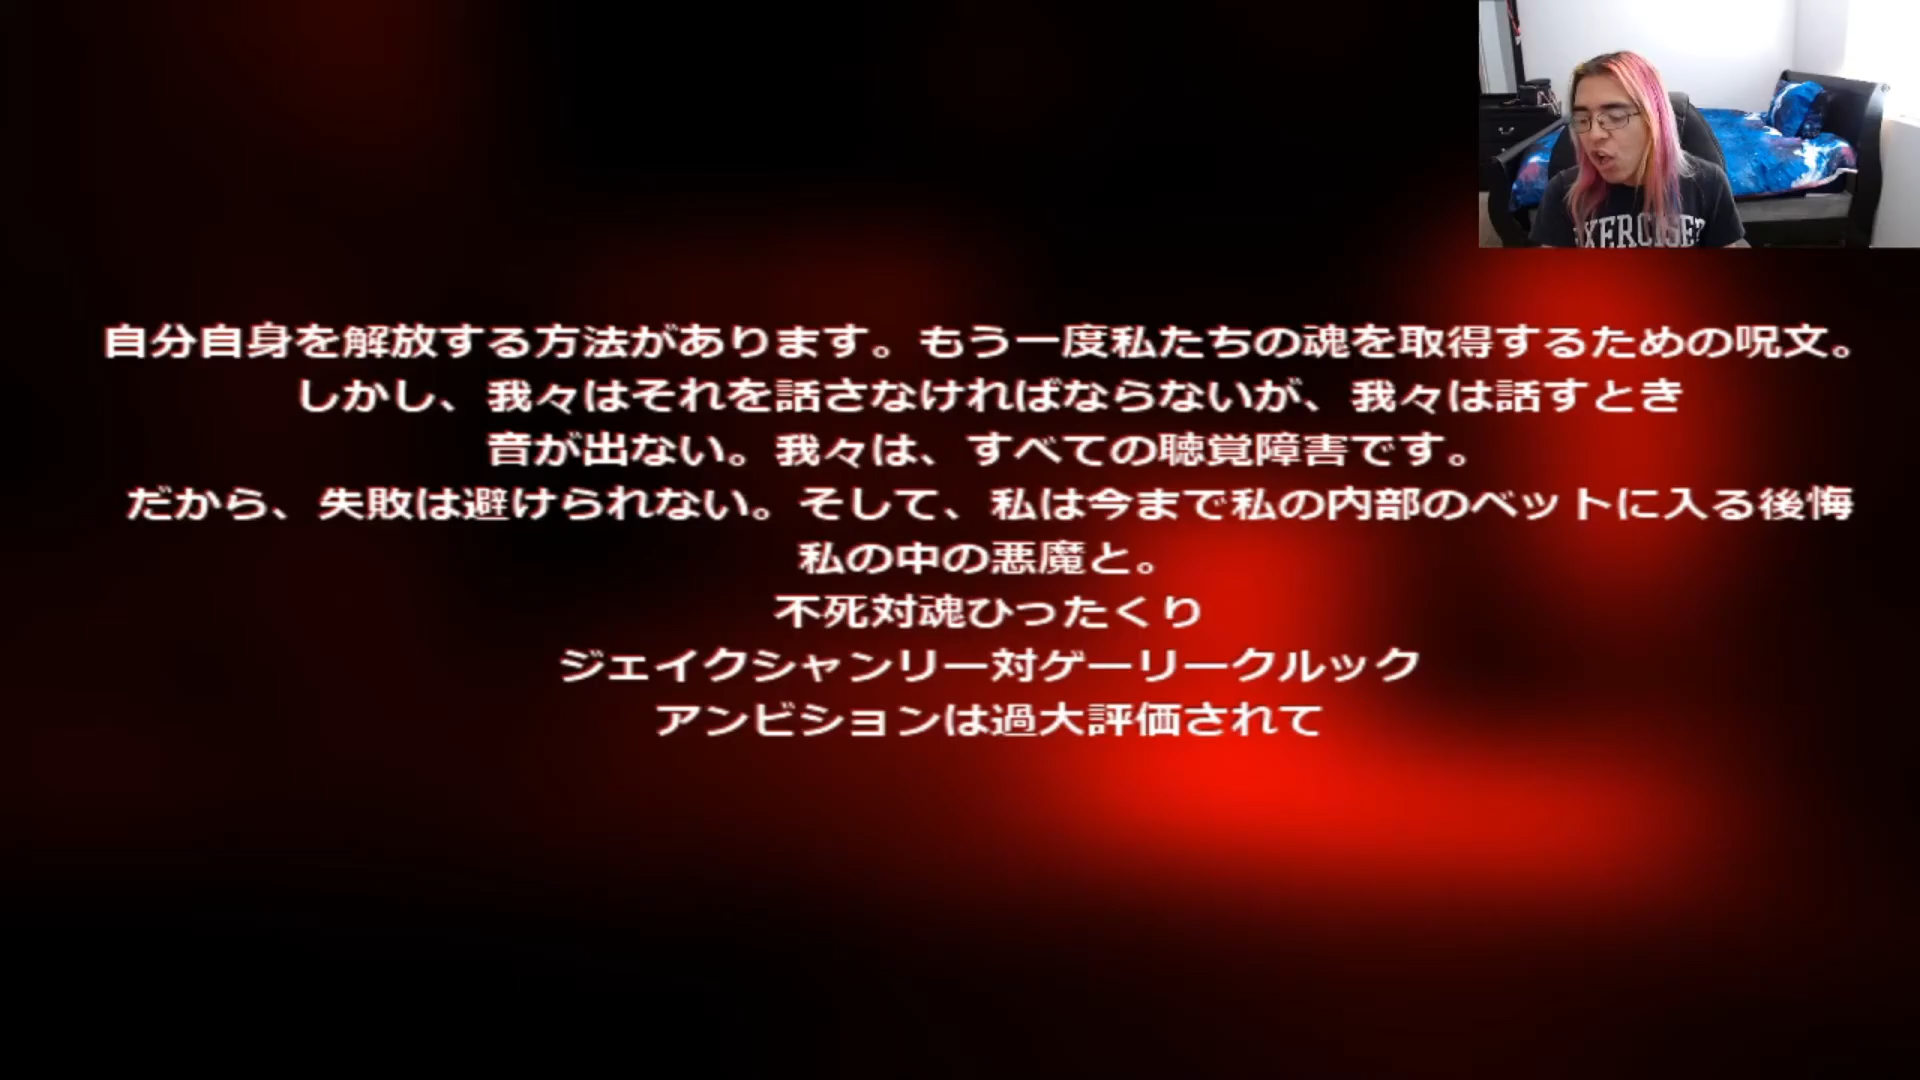 自分自身を解放する方法があります。もう一度私たちの魂を取得するための呪文。
しかし、我々はそれを話さなければならないが、我々は話すとき
音が出ない。我々は、すべての聴覚障害です。
だから、失敗は避けられない。そして、私は今まで私の内部のベットに入る後悔
私の中の悪魔と。
不死対魂ひったくり
ジェイクシャンリー対ゲーリークルック
アンビションは過大評価されて
EXERCISE?